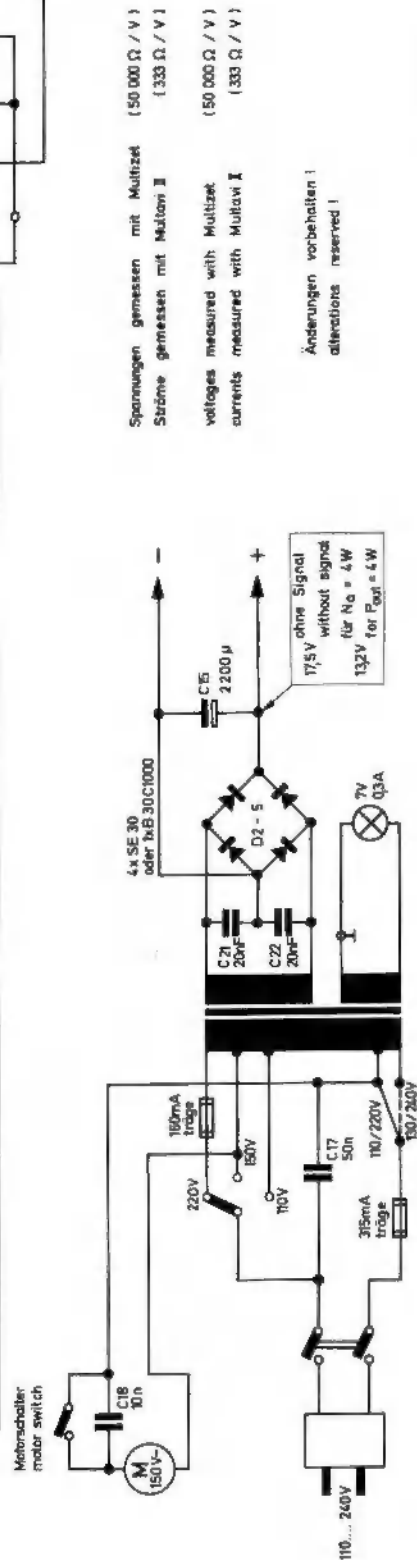 Motorschalter
motor switch
C18
10n
M
150V~
110.... 240V
220V
160mA
träge
150V
110V
C17
50n
315mA
träge
110/220V
130/240V
C21
20nF
C22
20nF
4x SE 30
oder 1xB 30C1000
D2 - 5
C15
2200µ
-
+
17,5V ohne Signal
without signal
für Na = 4W
13,2V for Pout = 4W
7V
0,3A
Spannungen gemessen mit Multizet (50 000 Ω / V)
Ströme gemessen mit Multavi II (333 Ω / V)
voltages measured with Multizet (50 000 Ω / V)
currents measured with Multavi II (333 Ω / V)
Änderungen vorbehalten !
alterations reserved !